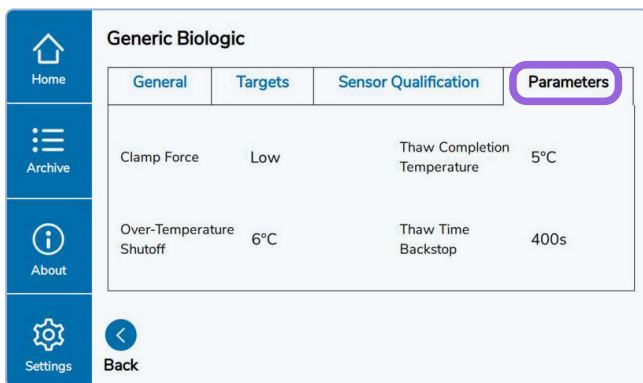 Generic Biologic
Home
General Targets Sensor Qualification Parameters
Archive
Clamp Force Low
Thaw Completion
Temperature
5°C
Over-Temperature
Shutoff
6°C
Thaw Time
Backstop
400s
About
Settings
Back